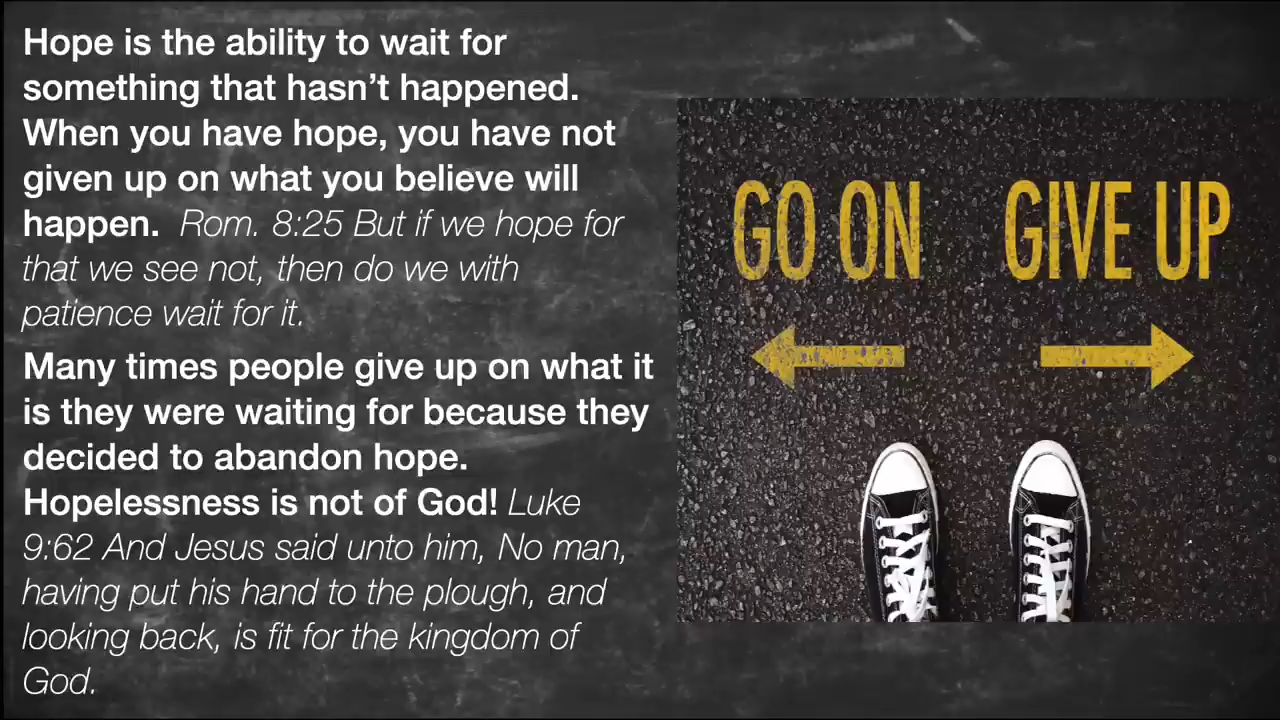 Hope is the ability to wait for
something that hasn't happened.
When you have hope, you have not
given up on what you believe will
happen. Rom. 8:25 But if we hope for
that we see not, then do we with
patience wait for it.
Many times people give up on what it
is they were waiting for because they
decided to abandon hope.
Hopelessness is not of God! Luke
9:62 And Jesus said unto him, No man,
having put his hand to the plough, and
looking back, is fit for the kingdom of
God.
GO ON
GIVE UP